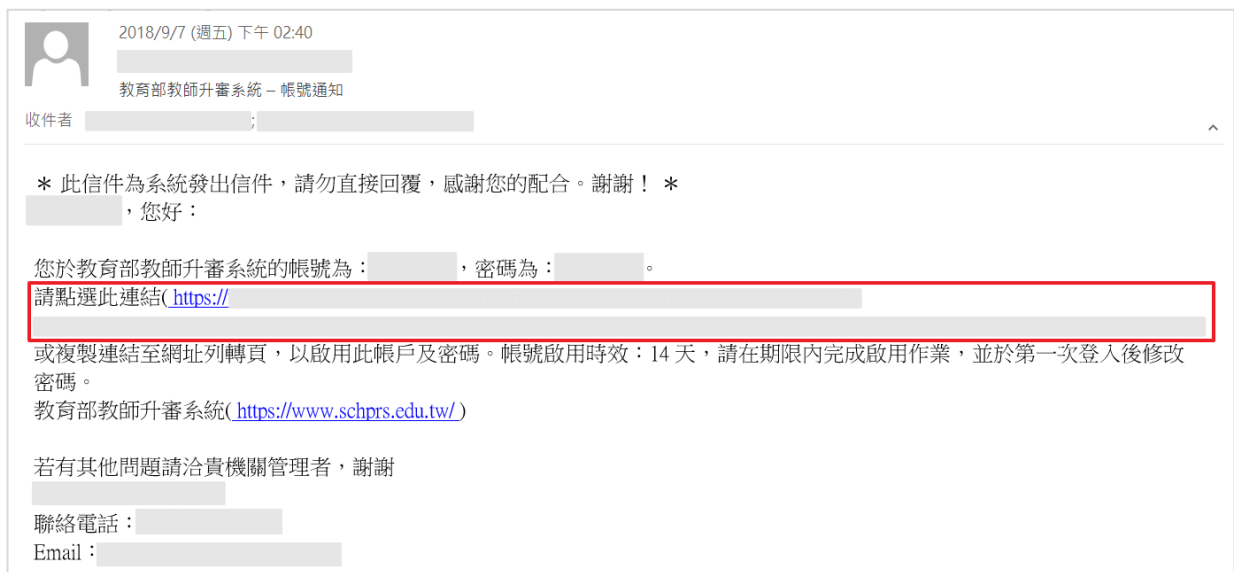 2018/9/7 (週五) 下午 02:40
教育部教師升審系統 – 帳號通知
收件者 ;
＊ 此信件為系統發出信件，請勿直接回覆，感謝您的配合。謝謝！ ＊
，您好：
您於教育部教師升審系統的帳號為： ，密碼為： 。
請點選此連結( https://
或複製連結至網址列轉頁，以啟用此帳戶及密碼。帳號啟用時效：14 天，請在期限內完成啟用作業，並於第一次登入後修改
密碼。
教育部教師升審系統( https://www.schprs.edu.tw/ )
若有其他問題請洽貴機關管理者，謝謝
聯絡電話：
Email：